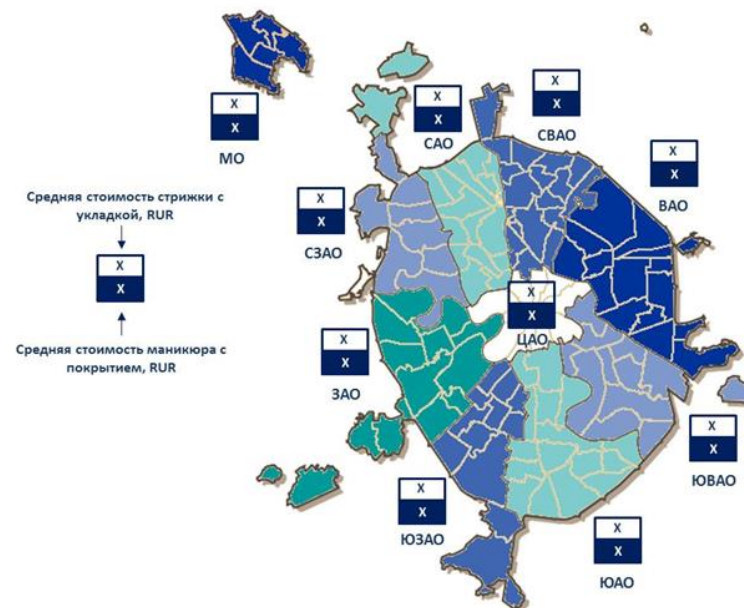 X
X
МО
X
X
САО
X
X
СВАО
X
X
ВАО
Средняя стоимость стрижки с
укладкой, RUR
X
X
СЗАО
X
X
X
X
ЦАО
Средняя стоимость маникюра с
покрытием, RUR
X
X
ЗАО
X
X
ЮВАО
X
X
ЮЗАО
X
X
ЮАО